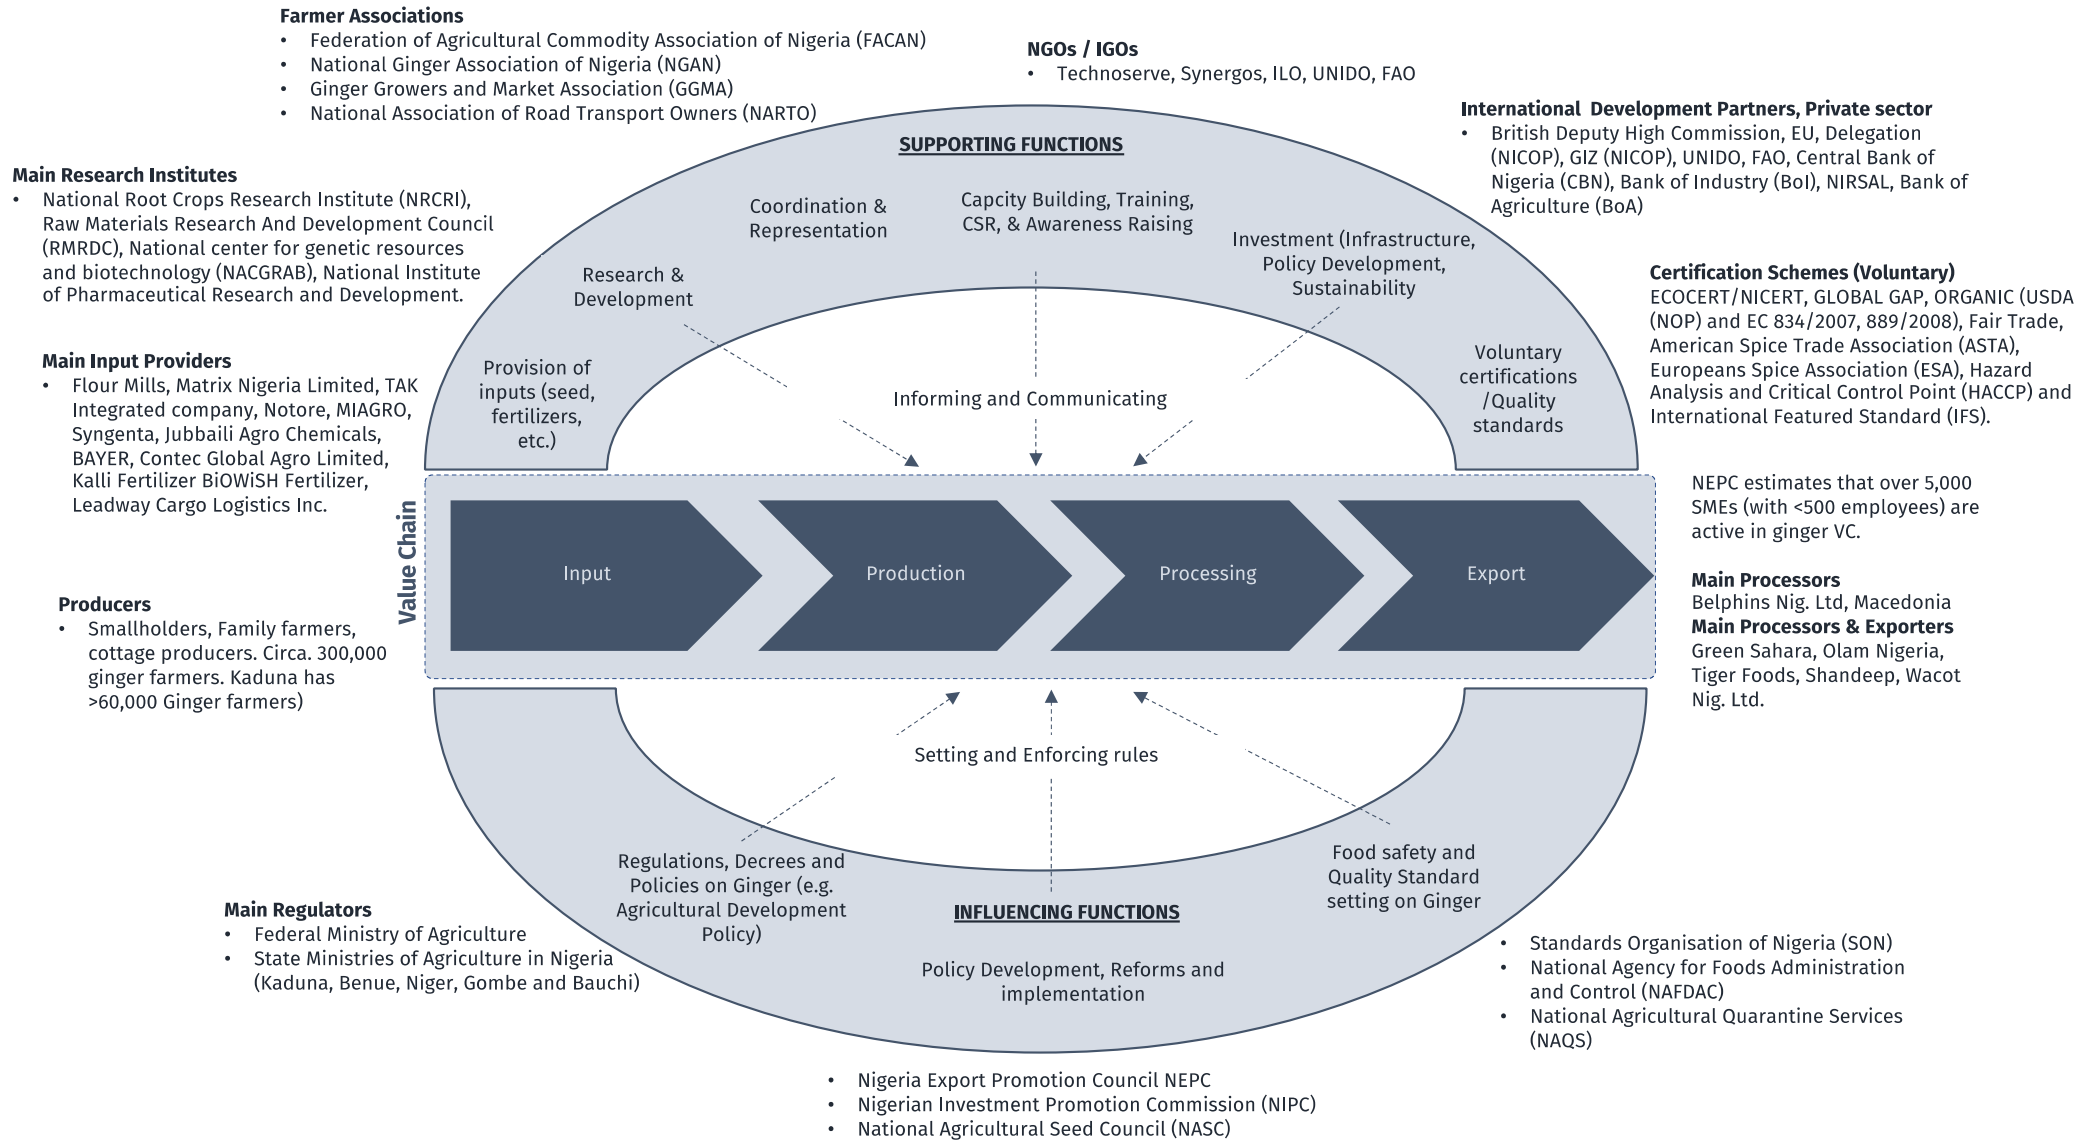 Farmer Associations
• Federation of Agricultural Commodity Association of Nigeria (FACAN)
• National Ginger Association of Nigeria (NGAN)
• Ginger Growers and Market Association (GGMA)
• National Association of Road Transport Owners (NARTO)
NGOs / IGOs
• Technoserve, Synergos, ILO, UNIDO, FAO
International Development Partners, Private sector
• British Deputy High Commission, EU, Delegation
(NICOP), GIZ (NICOP), UNIDO, FAO, Central Bank of
Nigeria (CBN), Bank of Industry (BoI), NIRSAL, Bank of
Agriculture (BoA)
Main Research Institutes
• National Root Crops Research Institute (NRCRI),
Raw Materials Research And Development Council
(RMRDC), National center for genetic resources
and biotechnology (NACGRAB), National Institute
of Pharmaceutical Research and Development.
SUPPORTING FUNCTIONS
Coordination &
Representation
Capcity Building, Training,
CSR, & Awareness Raising
Investment (Infrastructure,
Policy Development,
Sustainability
Research &
Development
Certification Schemes (Voluntary)
ECOCERT/NICERT, GLOBAL GAP, ORGANIC (USDA
(NOP) and EC 834/2007, 889/2008), Fair Trade,
American Spice Trade Association (ASTA),
Europeans Spice Association (ESA), Hazard
Analysis and Critical Control Point (HACCP) and
International Featured Standard (IFS).
Main Input Providers
• Flour Mills, Matrix Nigeria Limited, TAK
Integrated company, Notore, MIAGRO,
Syngenta, Jubbaili Agro Chemicals,
BAYER, Contec Global Agro Limited,
Kalli Fertilizer BiOWiSH Fertilizer,
Leadway Cargo Logistics Inc.
Provision of
inputs (seed,
fertilizers,
etc.)
Voluntary
certifications
/Quality
standards
Informing and Communicating
Value Chain
Input
Production
Processing
Export
NEPC estimates that over 5,000
SMEs (with <500 employees) are
active in ginger VC.
Main Processors
Belphins Nig. Ltd, Macedonia
Main Processors & Exporters
Green Sahara, Olam Nigeria,
Tiger Foods, Shandeep, Wacot
Nig. Ltd.
Producers
• Smallholders, Family farmers,
cottage producers. Circa. 300,000
ginger farmers. Kaduna has
>60,000 Ginger farmers)
Setting and Enforcing rules
Regulations, Decrees and
Policies on Ginger (e.g.
Agricultural Development
Policy)
Food safety and
Quality Standard
setting on Ginger
INFLUENCING FUNCTIONS
Policy Development, Reforms and
implementation
Main Regulators
• Federal Ministry of Agriculture
• State Ministries of Agriculture in Nigeria
(Kaduna, Benue, Niger, Gombe and Bauchi)
• Standards Organisation of Nigeria (SON)
• National Agency for Foods Administration
and Control (NAFDAC)
• National Agricultural Quarantine Services
(NAQS)
• Nigeria Export Promotion Council NEPC
• Nigerian Investment Promotion Commission (NIPC)
• National Agricultural Seed Council (NASC)